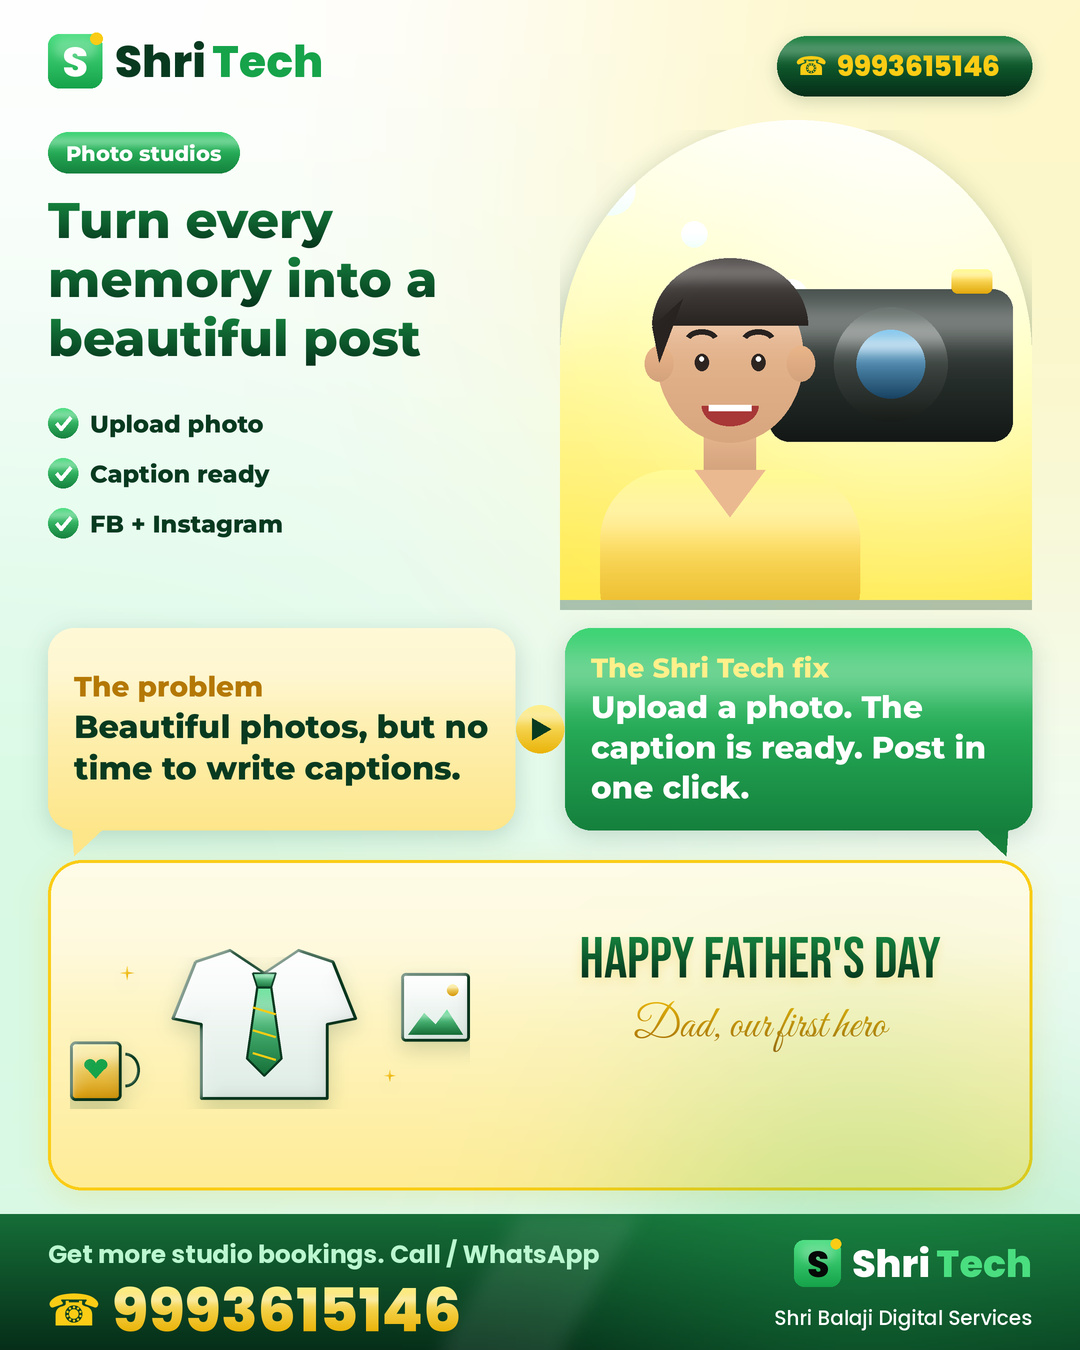 S Shri Tech
☎ 9993615146
Photo studios
Turn every
memory into a
beautiful post
Upload photo
Caption ready
FB + Instagram
The problem
Beautiful photos, but no
time to write captions.
The Shri Tech fix
Upload a photo. The
caption is ready. Post in
one click.
HAPPY FATHER'S DAY
Dad, our first hero
Get more studio bookings. Call / WhatsApp
☎ 9993615146
S Shri Tech
Shri Balaji Digital Services